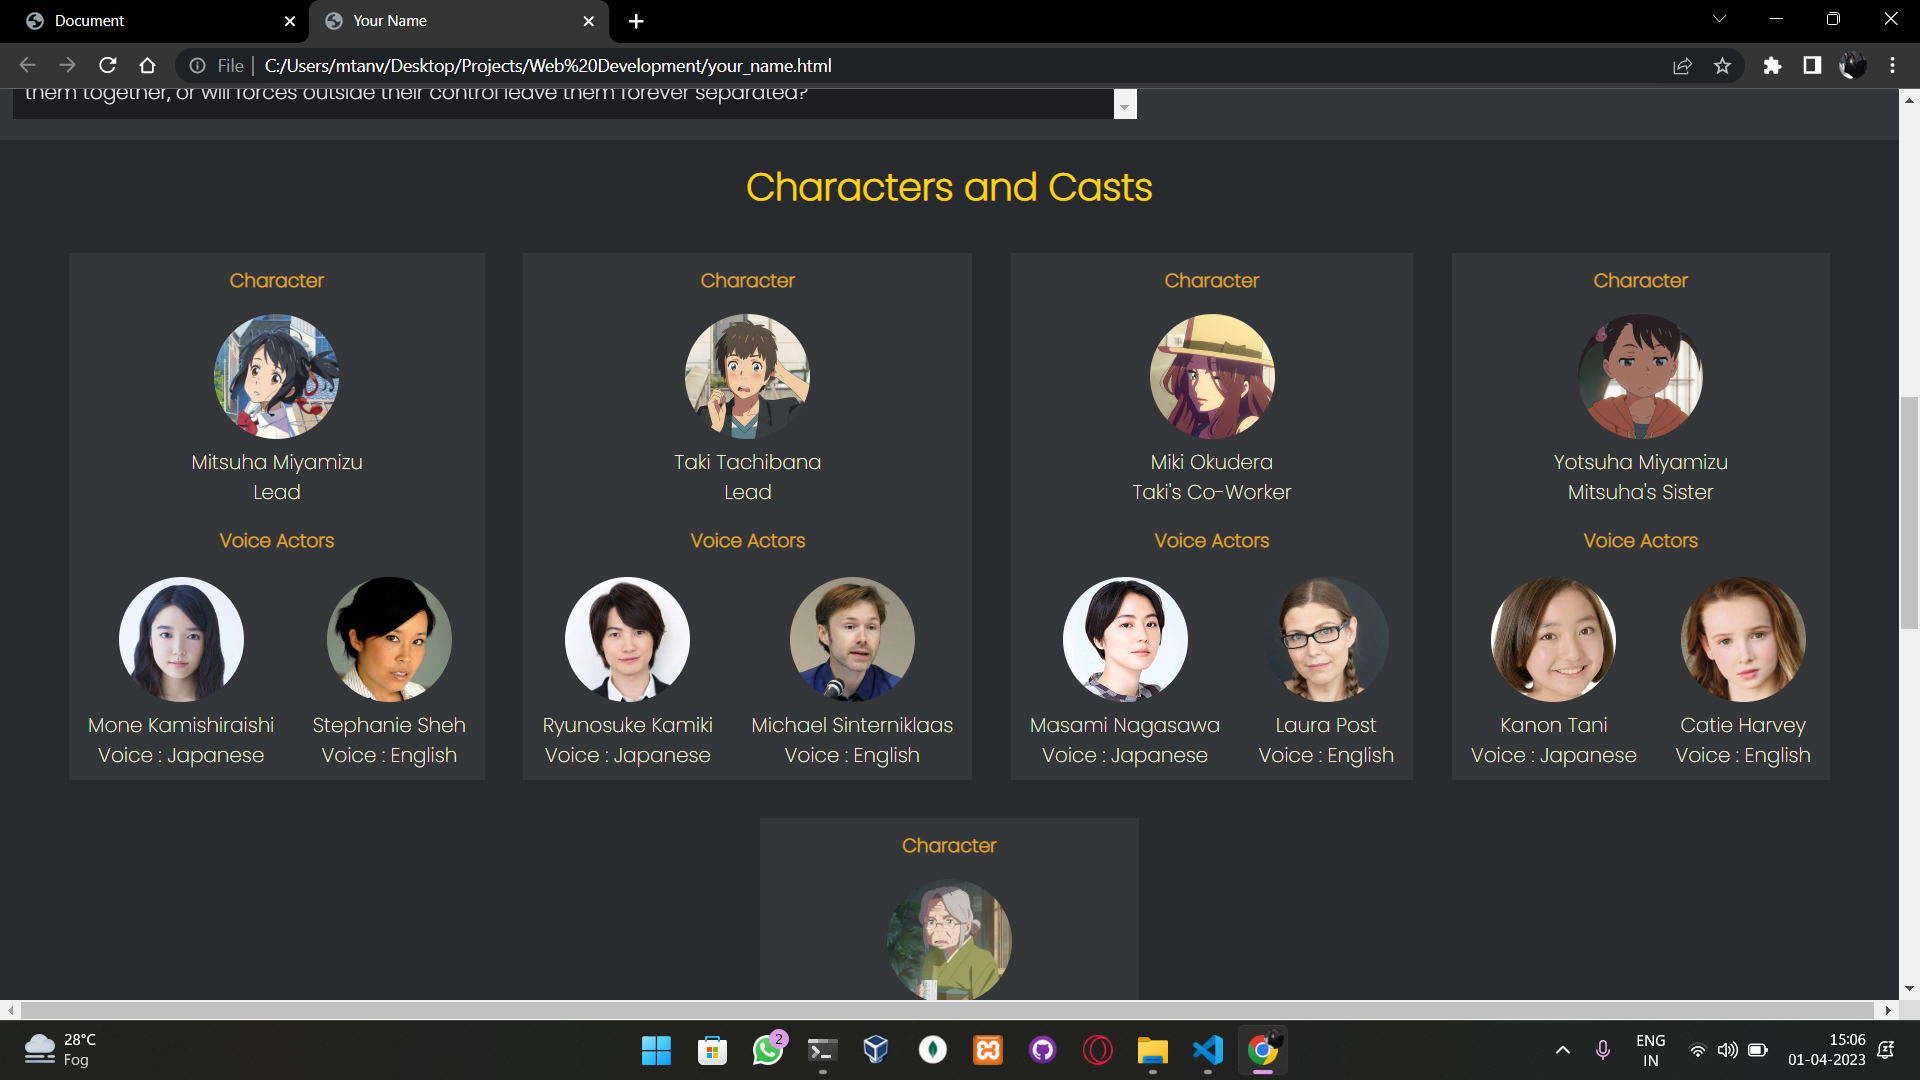 Document
Your Name
File
C:/Users/mtanv/Desktop/Projects/Web%20Development/your_name.html
them together, or will forces outside their control leave them forever separated?
Characters and Casts
Character
Mitsuha Miyamizu
Lead
Voice Actors
Mone Kamishiraishi
Voice : Japanese
Stephanie Sheh
Voice : English
Character
Taki Tachibana
Lead
Voice Actors
Ryunosuke Kamiki
Voice : Japanese
Michael Sinterniklaas
Voice : English
Character
Miki Okudera
Taki's Co-Worker
Voice Actors
Masami Nagasawa
Voice : Japanese
Laura Post
Voice : English
Character
Yotsuha Miyamizu
Mitsuha's Sister
Voice Actors
Kanon Tani
Voice : Japanese
Catie Harvey
Voice : English
Character
28°C
Fog
2
ENG
IN
15:06
01-04-2023